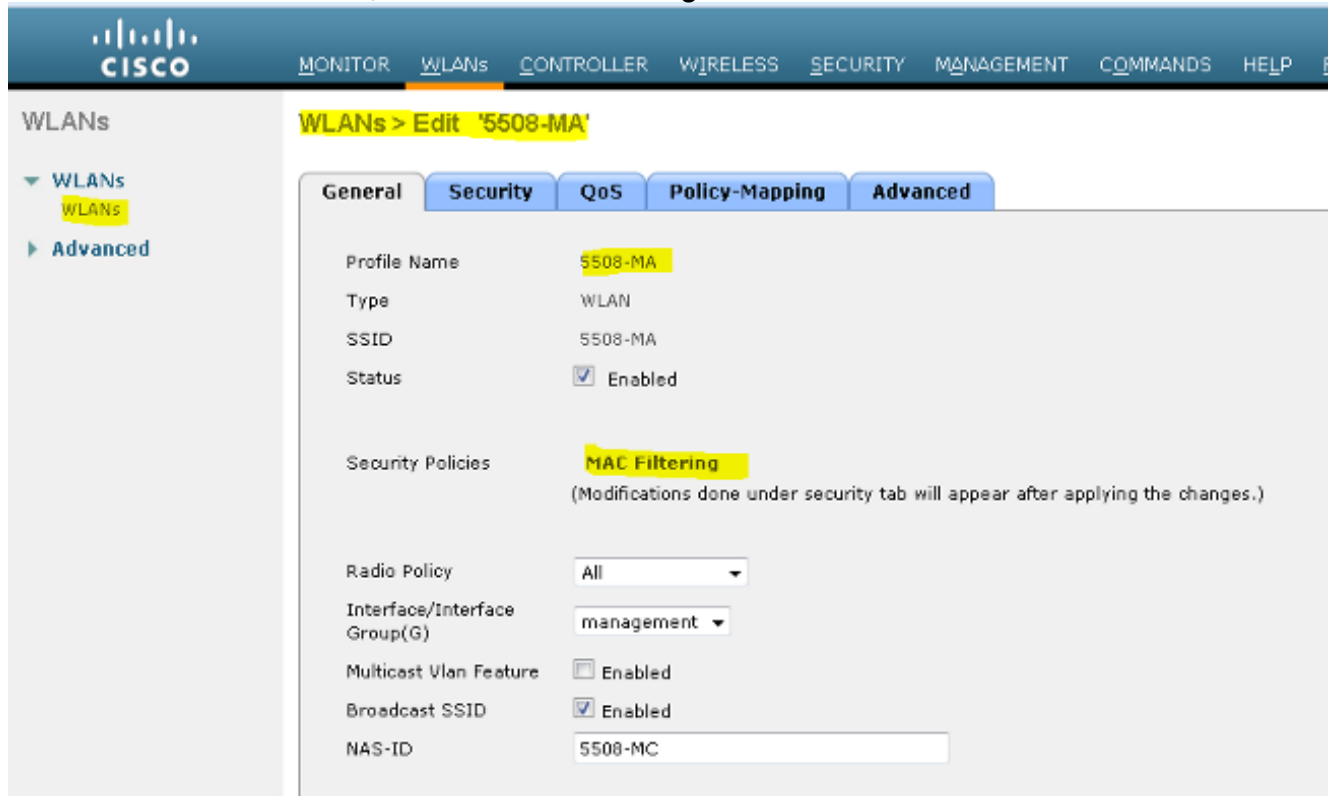 CISCO
MONITOR WLANs CONTROLLER WIRELESS SECURITY MANAGEMENT COMMANDS HELP
WLANs
WLANs > Edit '5508-MA'
WLANs
WLANs
Advanced
General Security QoS Policy-Mapping Advanced
Profile Name 5508-MA
Type WLAN
SSID 5508-MA
Status Enabled
Security Policies MAC Filtering
(Modifications done under security tab will appear after applying the changes.)
Radio Policy All
Interface/Interface
Group(G) management
Multicast Vlan Feature Enabled
Broadcast SSID Enabled
NAS-ID 5508-MC